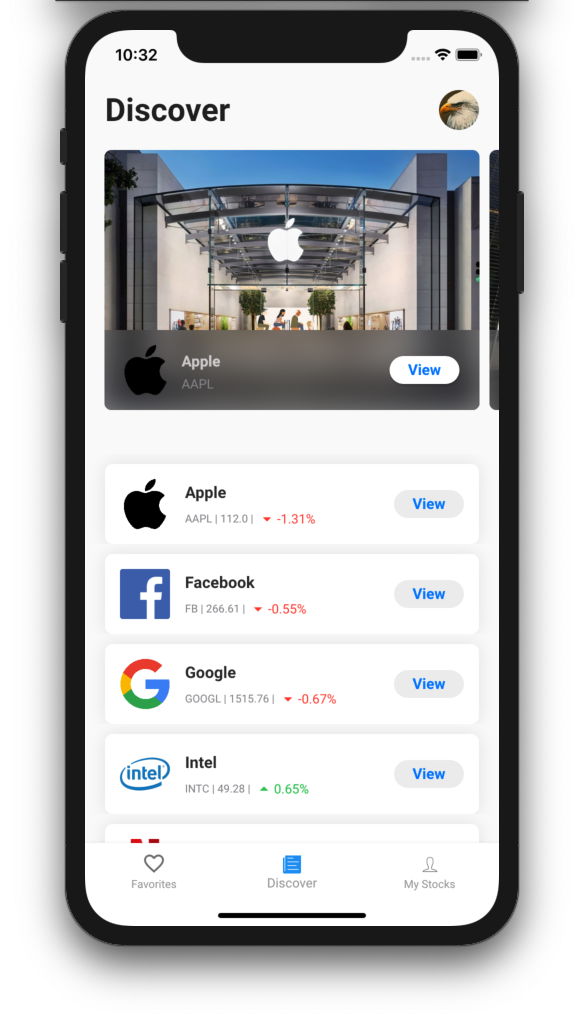 10:32
Discover
Apple
AAPL
View
Apple
AAPL | 112.0 | -1.31%
View
Facebook
FB | 266.61 | -0.55%
View
Google
GOOGL | 1515.76 | -0.67%
View
intel
Intel
INTC | 49.28 | 0.65%
View
Favorites
Discover
My Stocks